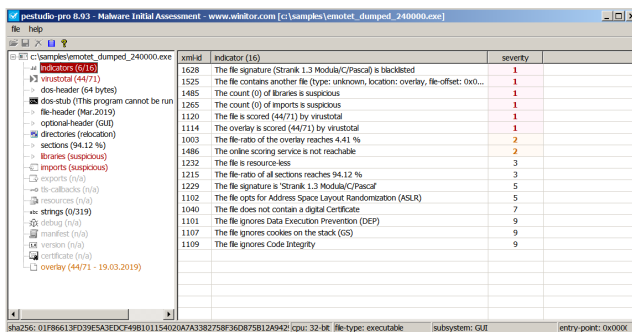 pestudio-pro 8.93 - Malware Initial Assessment - www.winitor.com [c:\samples\emotet_dumped_240000.exe]
file help
c:\samples\emotet_dumped_240000.exe
indicators (6/16)
virustotal (44/71)
dos-header (64 bytes)
dos-stub (!This program cannot be run
file-header (Mar.2019)
optional-header (GUI)
directories (relocation)
sections (94.12 %)
libraries (suspicious)
imports (suspicious)
exports (n/a)
tls-callbacks (n/a)
resources (n/a)
strings (0/319)
debug (n/a)
manifest (n/a)
version (n/a)
certificate (n/a)
overlay (44/71 - 19.03.2019)
xml-id indicator (16) severity
1628 The file signature (Stranik 1.3 Modula/C/Pascal) is blacklisted 1
1525 The file contains another file (type: unknown, location: overlay, file-offset: 0x0... 1
1485 The count (0) of libraries is suspicious 1
1265 The count (0) of imports is suspicious 1
1120 The file is scored (44/71) by virustotal 1
1114 The overlay is scored (44/71) by virustotal 1
1003 The file-ratio of the overlay reaches 4.41 % 2
1486 The online scoring service is not reachable 2
1232 The file is resource-less 3
1215 The file-ratio of all sections reaches 94.12 % 3
1229 The file signature is 'Stranik 1.3 Modula/C/Pascal' 5
1102 The file opts for Address Space Layout Randomization (ASLR) 5
1040 The file does not contain a digital Certificate 7
1101 The file ignores Data Execution Prevention (DEP) 9
1107 The file ignores cookies on the stack (GS) 9
1109 The file ignores Code Integrity 9
sha256: 01F86613FD39E5A3EDCF49B101154020A7A3382758F36D875B12A942 cpu: 32-bit file-type: executable subsystem: GUI entry-point: 0x000